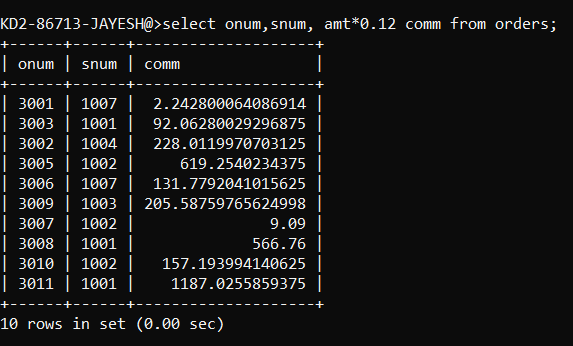 KD2-86713-JAYESH@>select onum,snum, amt*0.12 comm from orders;
+------+------+--------------------+
| onum | snum | comm               |
+------+------+--------------------+
| 3001 | 1007 |  2.242800064086914 |
| 3003 | 1001 |  92.06280029296875 |
| 3002 | 1004 |  228.0119970703125 |
| 3005 | 1002 |     619.2540234375 |
| 3006 | 1007 |  131.7792041015625 |
| 3009 | 1003 | 205.58759765624998 |
| 3007 | 1002 |               9.09 |
| 3008 | 1001 |             566.76 |
| 3010 | 1002 |   157.193994140625 |
| 3011 | 1001 |    1187.0255859375 |
+------+------+--------------------+
10 rows in set (0.00 sec)